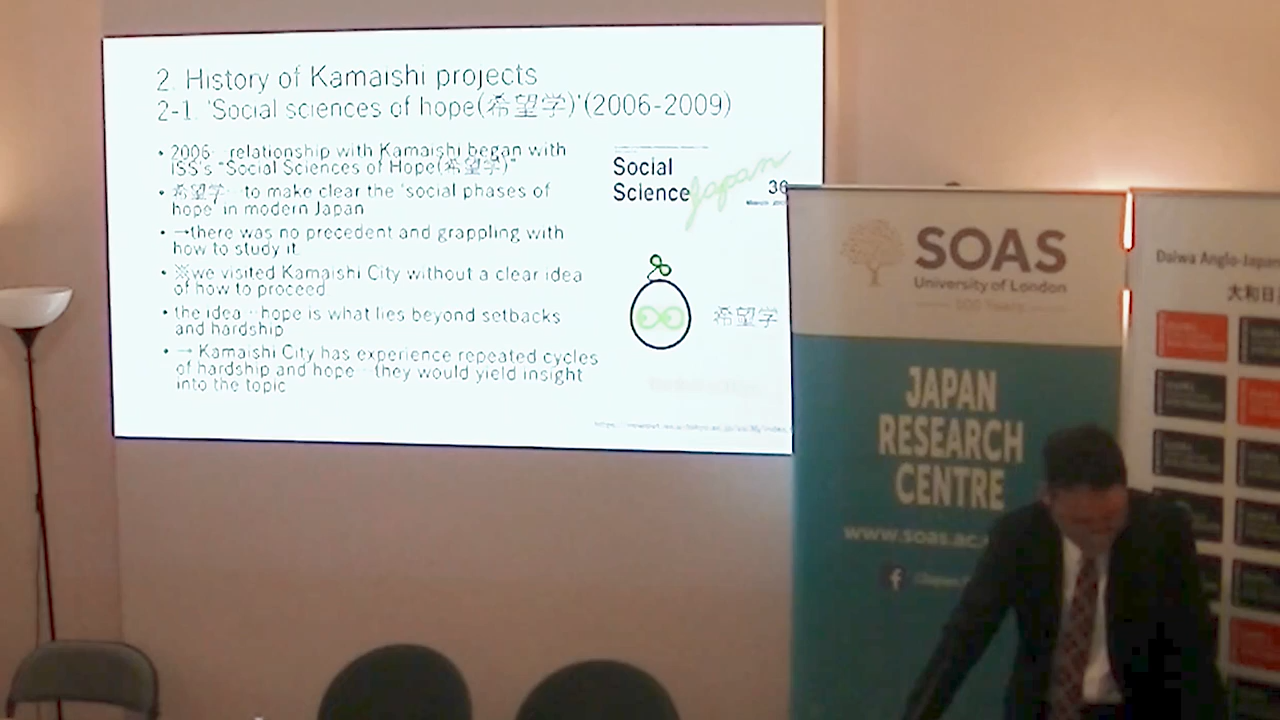 2. History of Kamaishi projects
2-1. 'Social sciences of hope(希望学)'(2006-2009)
• 2006… relationship with Kamaishi began with
ISS's "Social Sciences of Hope(希望学)"
• 希望学…to make clear the 'social phases of
hope' in modern Japan
• →there was no precedent and grappling with
how to study it.
• ※we visited Kamaishi City without a clear idea
of how to proceed
• the idea…hope is what lies beyond setbacks
and hardship
• → Kamaishi City has experience repeated cycles
of hardship and hope…they would yield insight
into the topic
Social
Science
Japan
36
March
希望学
SOAS
University of London
100 Years
JAPAN
RESEARCH
CENTRE
www.soas.ac.
f
Daiwa Anglo-Japan
大和日